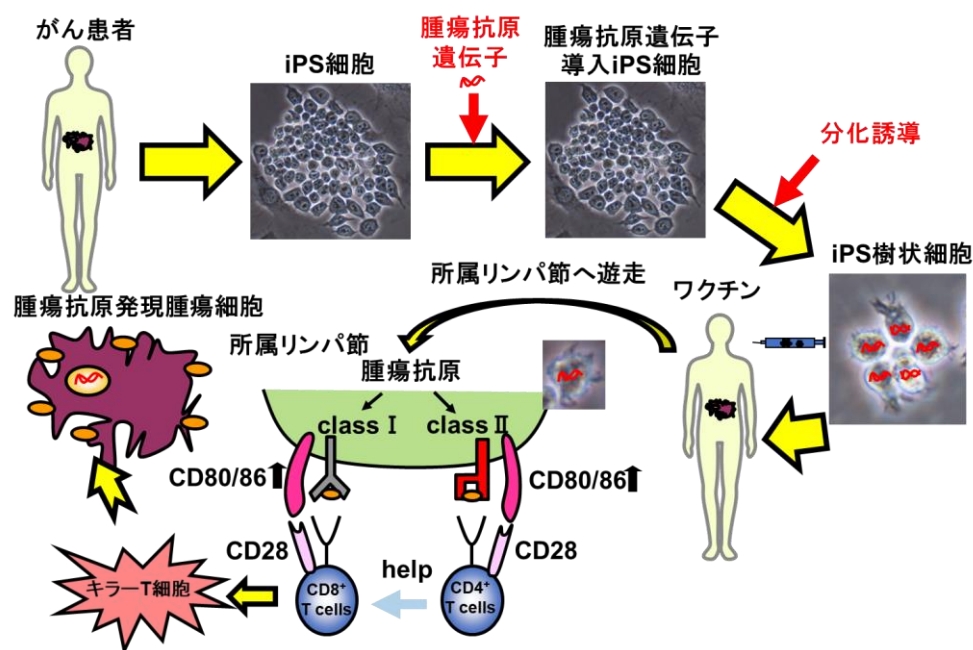 がん患者
iPS細胞
腫瘍抗原
遺伝子
腫瘍抗原遺伝子
導入iPS細胞
分化誘導
iPS樹状細胞
ワクチン
所属リンパ節へ遊走
腫瘍抗原発現腫瘍細胞
所属リンパ節
腫瘍抗原
class Ⅰ
class Ⅱ
CD80/86
CD80/86
CD28
CD28
help
CD8⁺
T cells
CD4⁺
T cells
キラーT細胞